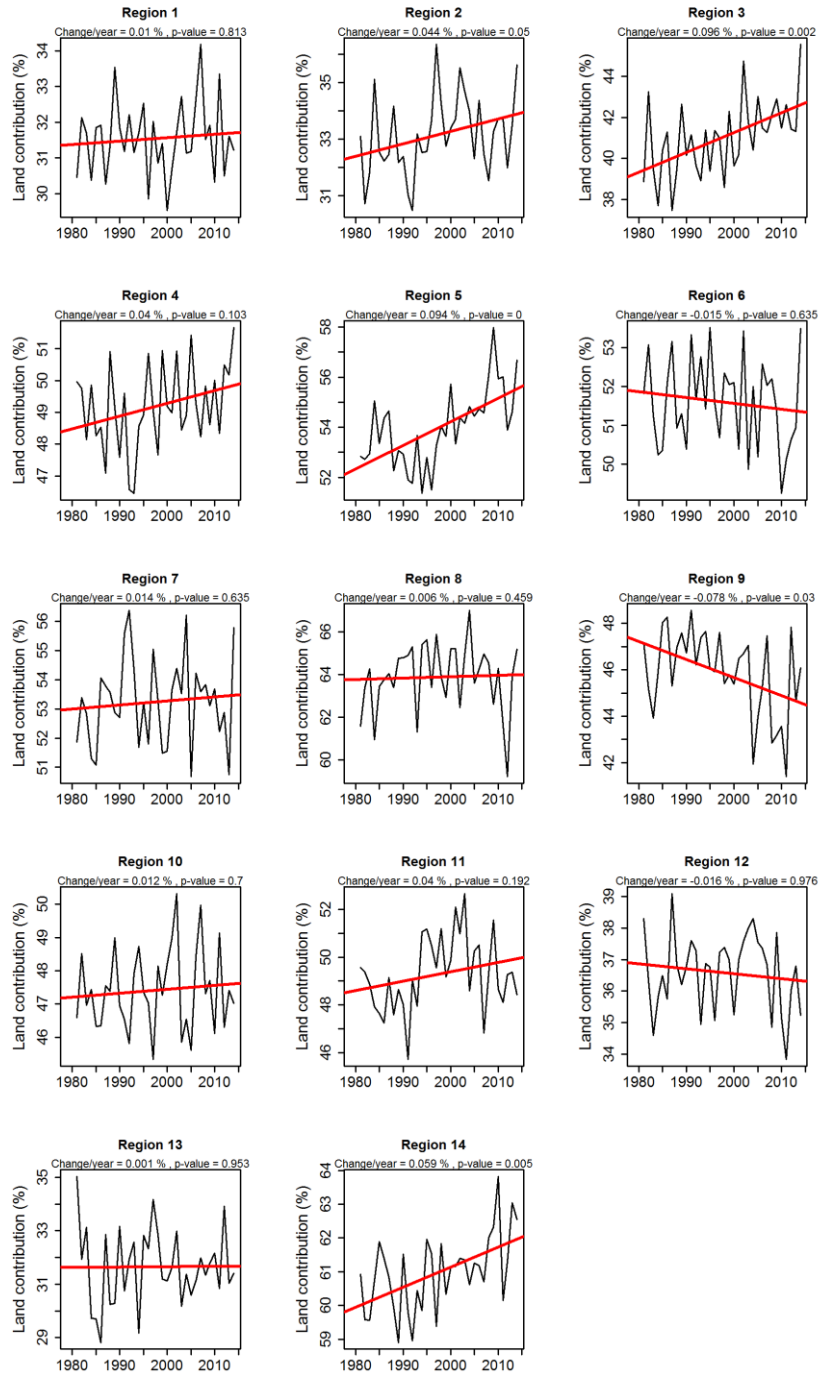 Region 1
Change/year = 0.01 % , p-value = 0.813
Land contribution (%)
30 31 32 33 34
1980 1990 2000 2010
Region 2
Change/year = 0.044 % , p-value = 0.05
Land contribution (%)
31 33 35
1980 1990 2000 2010
Region 3
Change/year = 0.096 % , p-value = 0.002
Land contribution (%)
38 40 42 44
1980 1990 2000 2010
Region 4
Change/year = 0.04 % , p-value = 0.103
Land contribution (%)
47 48 49 50 51
1980 1990 2000 2010
Region 5
Change/year = 0.094 % , p-value = 0
Land contribution (%)
52 54 56 58
1980 1990 2000 2010
Region 6
Change/year = -0.015 % , p-value = 0.635
Land contribution (%)
50 51 52 53
1980 1990 2000 2010
Region 7
Change/year = 0.014 % , p-value = 0.635
Land contribution (%)
51 52 53 54 55 56
1980 1990 2000 2010
Region 8
Change/year = 0.006 % , p-value = 0.459
Land contribution (%)
60 62 64 66
1980 1990 2000 2010
Region 9
Change/year = -0.078 % , p-value = 0.03
Land contribution (%)
42 44 46 48
1980 1990 2000 2010
Region 10
Change/year = 0.012 % , p-value = 0.7
Land contribution (%)
46 47 48 49 50
1980 1990 2000 2010
Region 11
Change/year = 0.04 % , p-value = 0.192
Land contribution (%)
46 48 50 52
1980 1990 2000 2010
Region 12
Change/year = -0.016 % , p-value = 0.976
Land contribution (%)
34 35 36 37 38 39
1980 1990 2000 2010
Region 13
Change/year = 0.001 % , p-value = 0.953
Land contribution (%)
29 31 33 35
1980 1990 2000 2010
Region 14
Change/year = 0.059 % , p-value = 0.005
Land contribution (%)
59 60 61 62 63 64
1980 1990 2000 2010